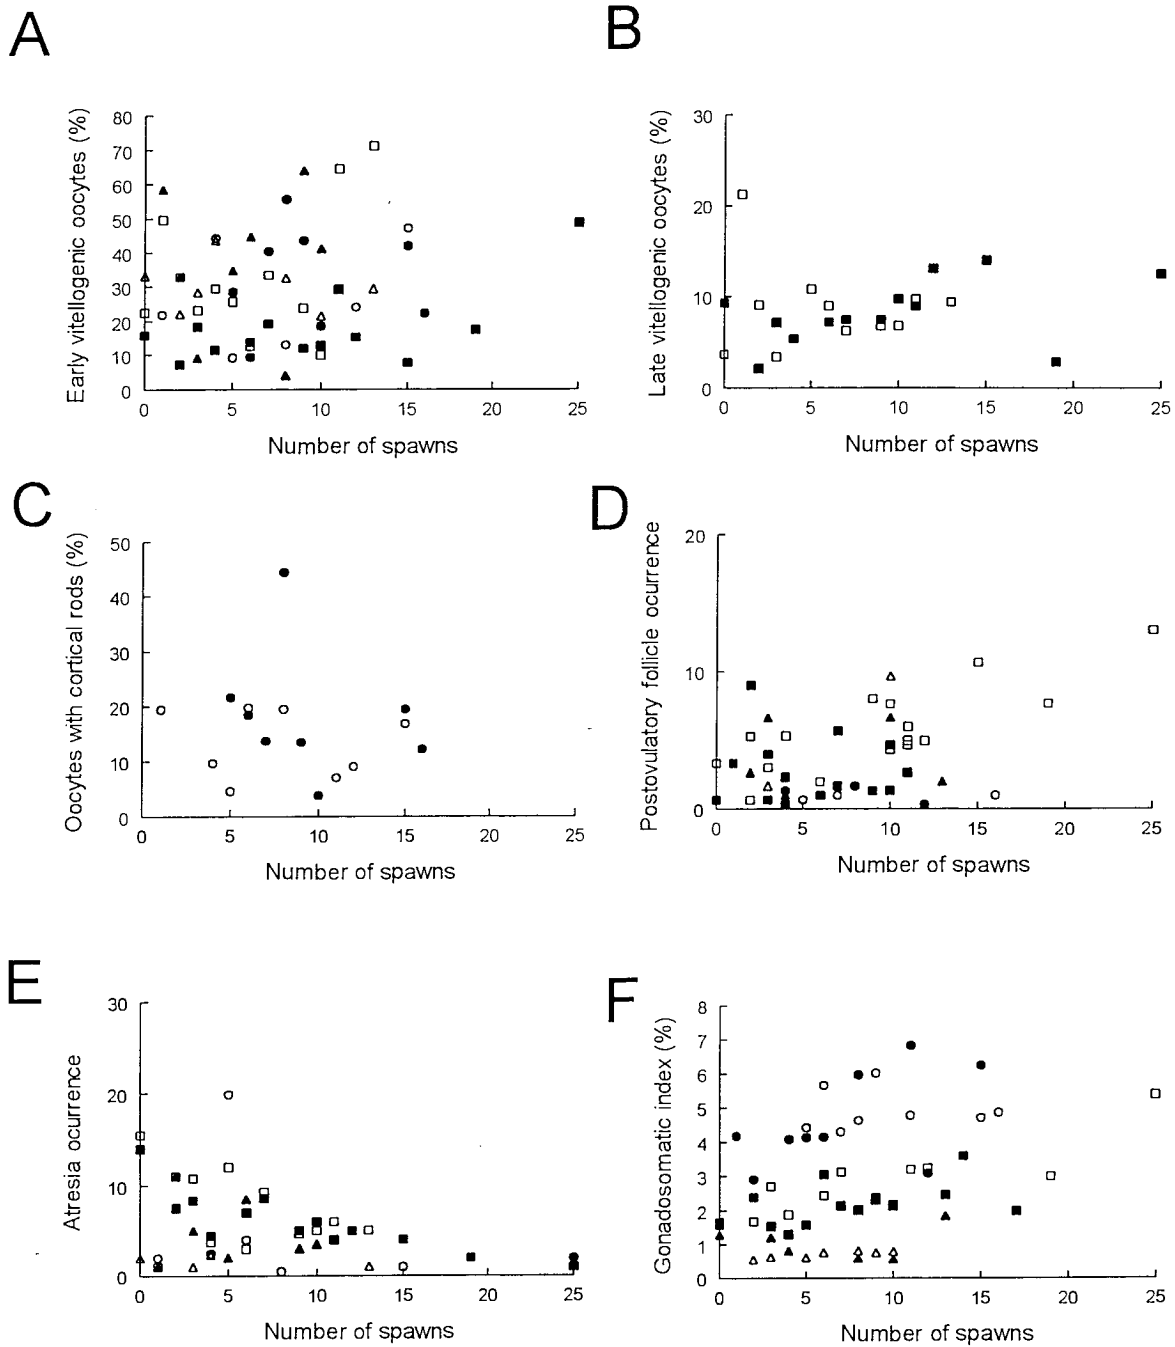 A
Early vitellogenic oocytes (%)
80
70
60
50
40
30
20
10
0
0 5 10 15 20 25
Number of spawns
B
Late vitellogenic oocytes (%)
30
20
10
0
0 5 10 15 20 25
Number of spawns
C
Oocytes with cortical rods (%)
50
40
30
20
10
0
0 5 10 15 20 25
Number of spawns
D
Postovulatory follicle ocurrence
20
10
0
0 5 10 15 20 25
Number of spawns
E
Atresia ocurrence
30
20
10
0
0 5 10 15 20 25
Number of spawns
F
Gonadosomatic index (%)
8
7
6
5
4
3
2
1
0
0 5 10 15 20 25
Number of spawns